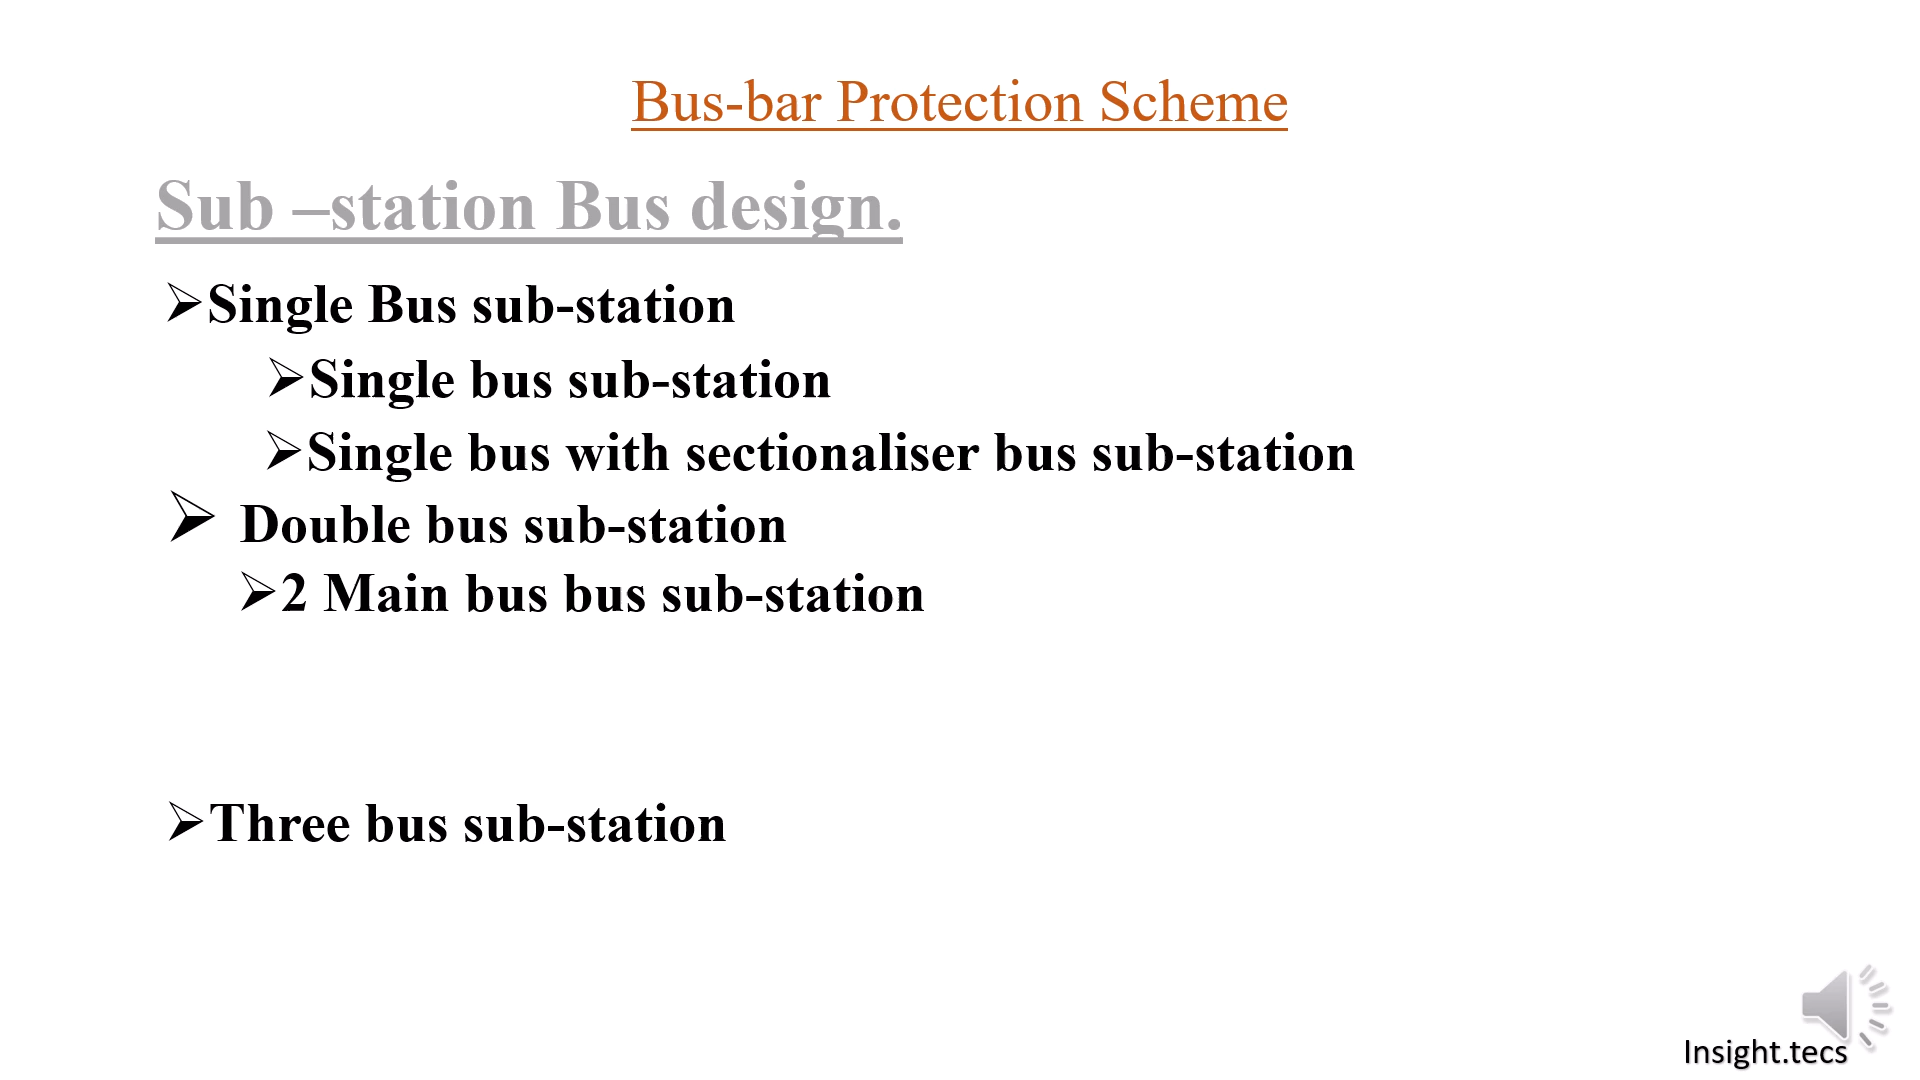 Bus-bar Protection Scheme
Sub –station Bus design.
➢Single Bus sub-station
➢Single bus sub-station
➢Single bus with sectionaliser bus sub-station
➢ Double bus sub-station
➢2 Main bus bus sub-station
➢Three bus sub-station
Insight.tecs